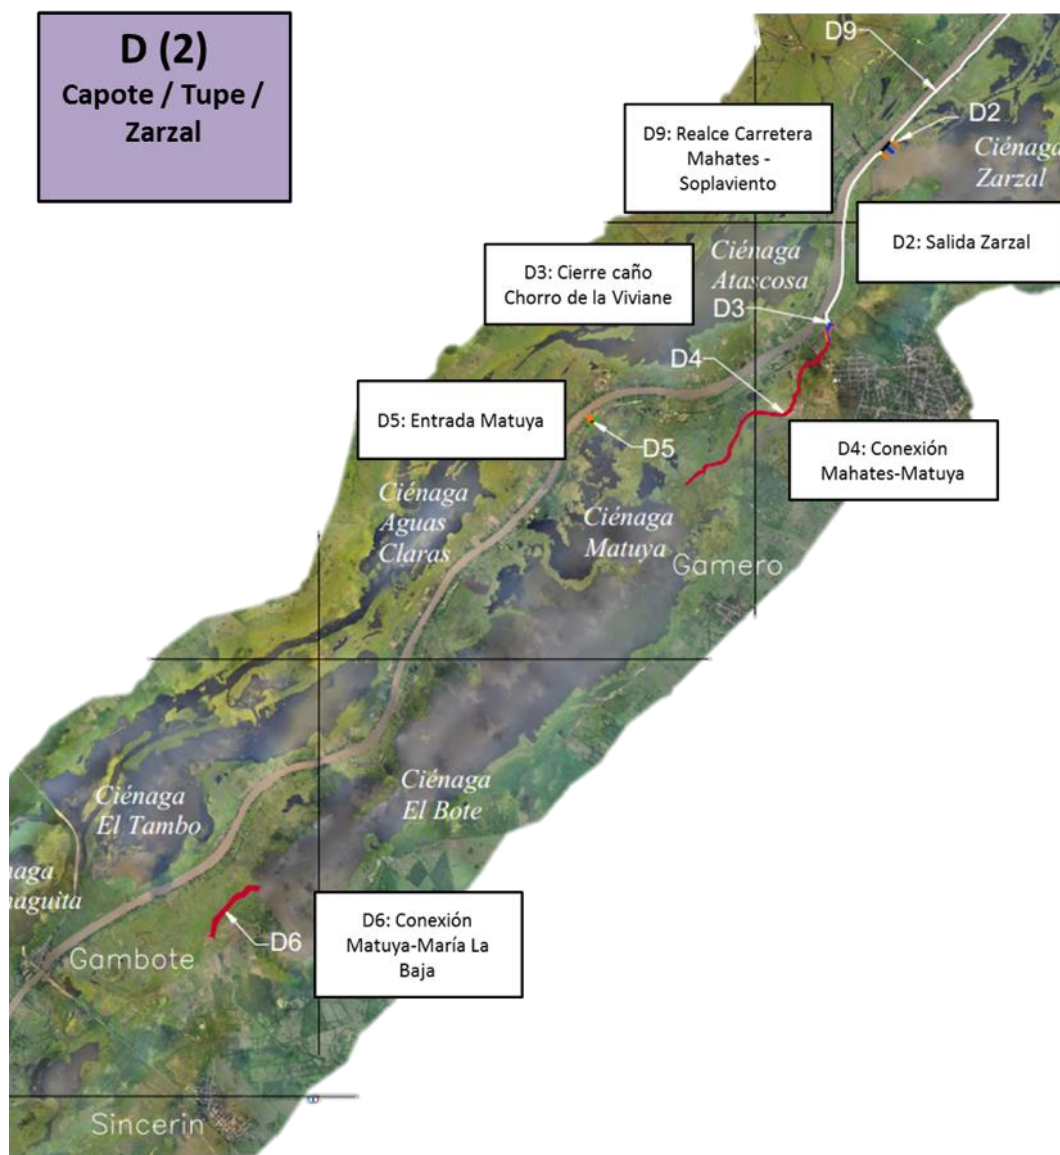 D (2)
Capote / Tupe /
Zarzal
D9
D2
D9: Realce Carretera
Mahates -
Soplaviento
Ciénaga
Zarzal
D2: Salida Zarzal
D3: Cierre caño
Chorro de la Viviane
Ciénaga
Atascosa
D3
D4
D5: Entrada Matuya
D5
D4: Conexión
Mahates-Matuya
Ciénaga
Aguas
Claras
Ciénaga
Matuya
Gamero
Ciénaga
El Tambo
Ciénaga
El Bote
naga
naguita
D6
D6: Conexión
Matuya-María La
Baja
Gambote
Sincerin